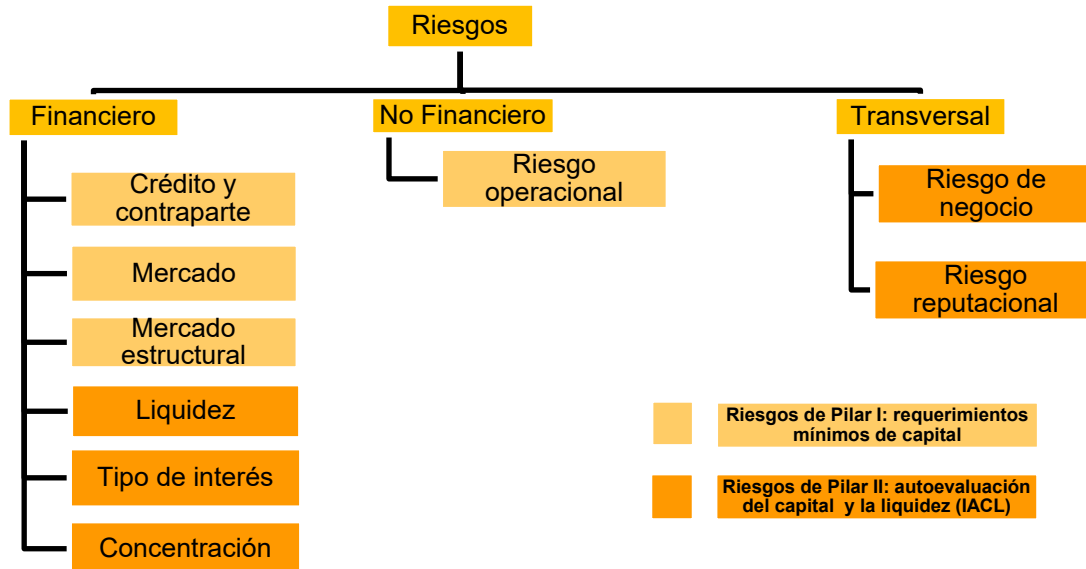 Riesgos
Financiero
No Financiero
Transversal
Crédito y
contraparte
Mercado
Mercado
estructural
Liquidez
Tipo de interés
Concentración
Riesgo
operacional
Riesgo de
negocio
Riesgo
reputacional
Riesgos de Pilar I: requerimientos
mínimos de capital
Riesgos de Pilar II: autoevaluación
del capital y la liquidez (IACL)